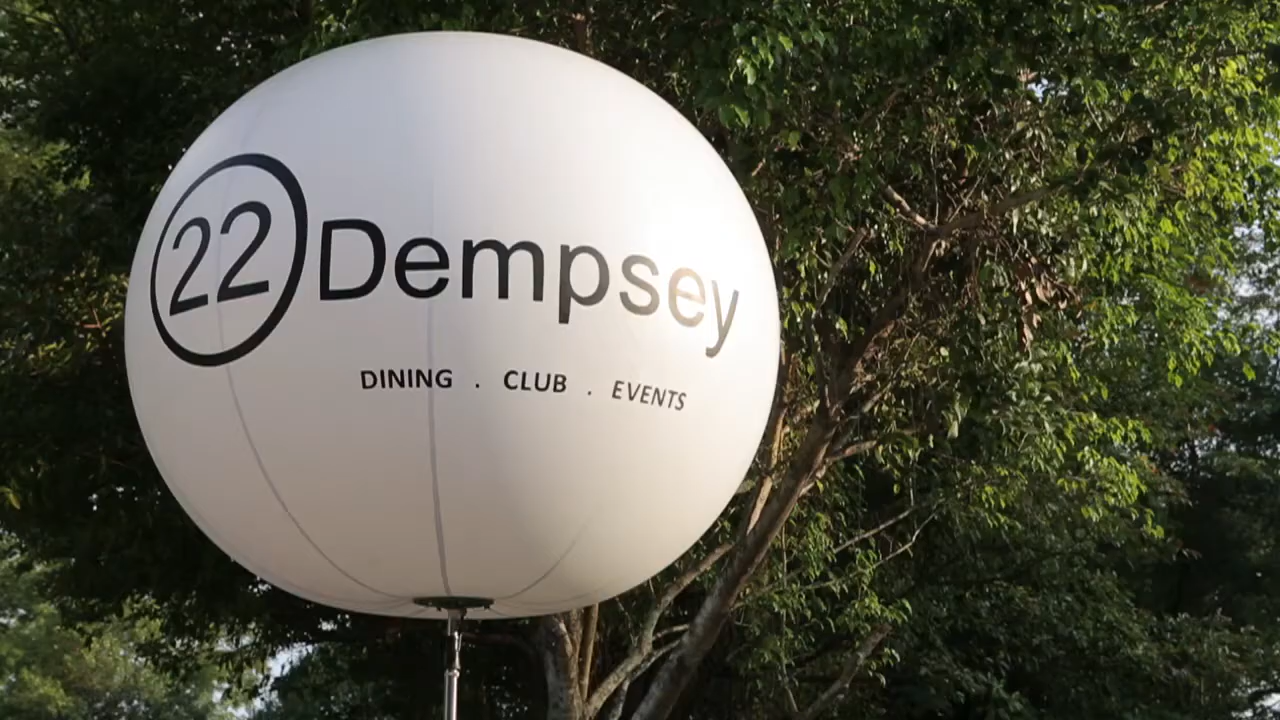 22 Dempsey
DINING . CLUB . EVENTS